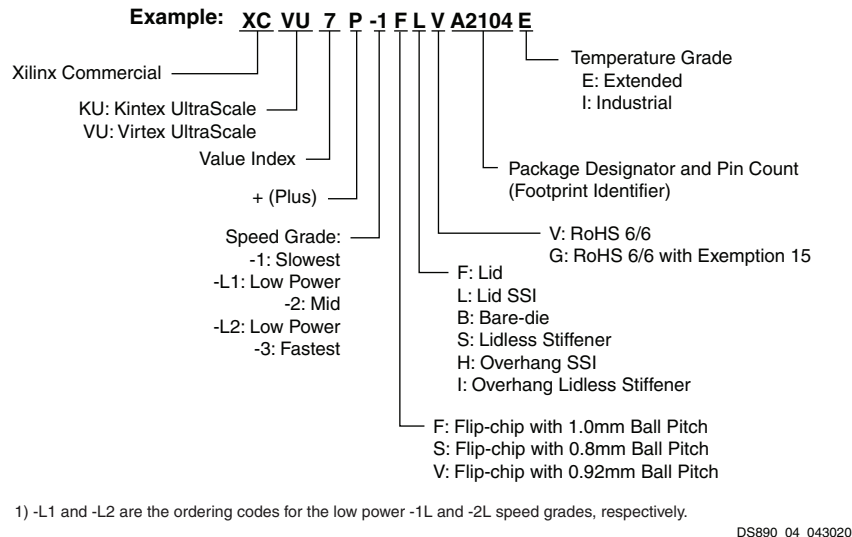 Example: XC VU 7 P -1 F L V A2104 E
Xilinx Commercial
KU: Kintex UltraScale
VU: Virtex UltraScale
Value Index
+ (Plus)
Speed Grade:
-1: Slowest
-L1: Low Power
-2: Mid
-L2: Low Power
-3: Fastest
Temperature Grade
E: Extended
I: Industrial
Package Designator and Pin Count
(Footprint Identifier)
V: RoHS 6/6
G: RoHS 6/6 with Exemption 15
F: Lid
L: Lid SSI
B: Bare-die
S: Lidless Stiffener
H: Overhang SSI
I: Overhang Lidless Stiffener
F: Flip-chip with 1.0mm Ball Pitch
S: Flip-chip with 0.8mm Ball Pitch
V: Flip-chip with 0.92mm Ball Pitch
1) -L1 and -L2 are the ordering codes for the low power -1L and -2L speed grades, respectively.
DS890_04_043020